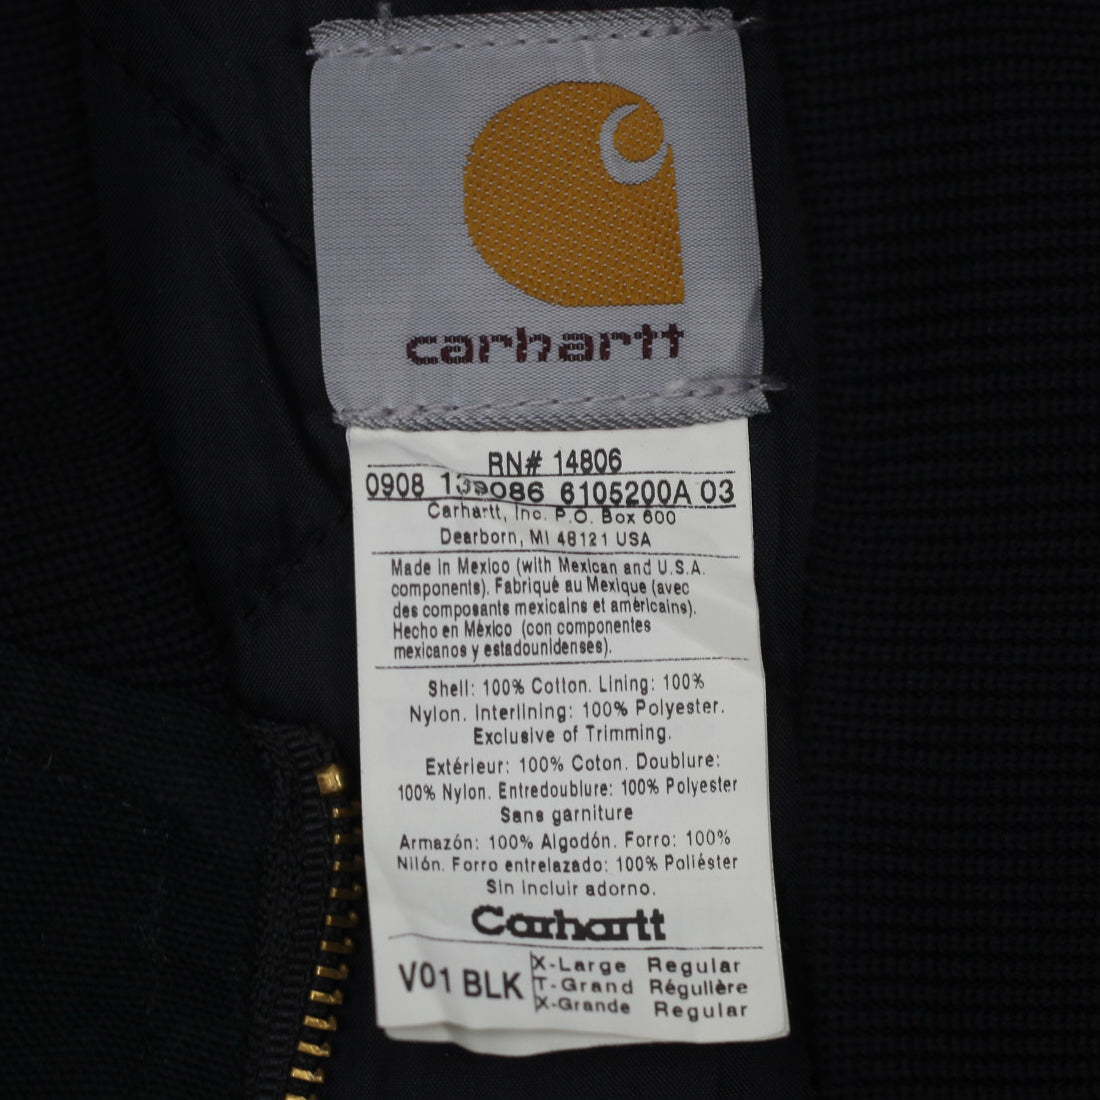 carhartt
RN# 14806
0908 6105200A 03
Carhartt, Inc. P.O. Box 600
Dearborn, MI 48121 USA
Made in Mexico (with Mexican and U.S.A.
components). Fabriqué au Mexique (avec
des composants mexicains et américains).
Hecho en México (con componentes
mexicanos y estadounidenses).
Shell: 100% Cotton. Lining: 100%
Nylon. Interlining: 100% Polyester.
Exclusive of Trimming.
Extérieur: 100% Coton. Doublure:
100% Nylon. Entredoublure: 100% Polyester
Sans garniture
Armazón: 100% Algodón. Forro: 100%
Nilón. Forro entrelazado: 100% Poliéster
Sin incluir adorno.
Carhartt
V01 BLK
X-Large Regular
T-Grand Régulière
X-Grande Regular